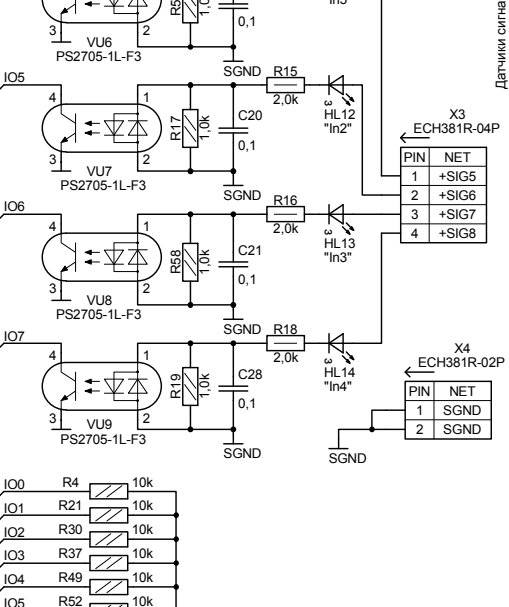 R5
1,0
0,1
In5
3
2
VU6
PS2705-1L-F3
SGND
Датчики сигна
IO5
R15
2,0k
4
1
R17
1,0k
C20
0,1
з
HL12
"In2"
3
2
VU7
PS2705-1L-F3
SGND
X3
ECH381R-04P
PIN NET
1 +SIG5
2 +SIG6
3 +SIG7
4 +SIG8
IO6
R16
2,0k
4
1
R58
1,0k
C21
0,1
з
HL13
"In3"
3
2
VU8
PS2705-1L-F3
SGND
IO7
R18
2,0k
4
1
R19
1,0k
C28
0,1
з
HL14
"In4"
3
2
VU9
PS2705-1L-F3
SGND
X4
ECH381R-02P
PIN NET
1 SGND
2 SGND
SGND
IO0 R4 10k
IO1 R21 10k
IO2 R30 10k
IO3 R37 10k
IO4 R49 10k
IO5 R52 10k